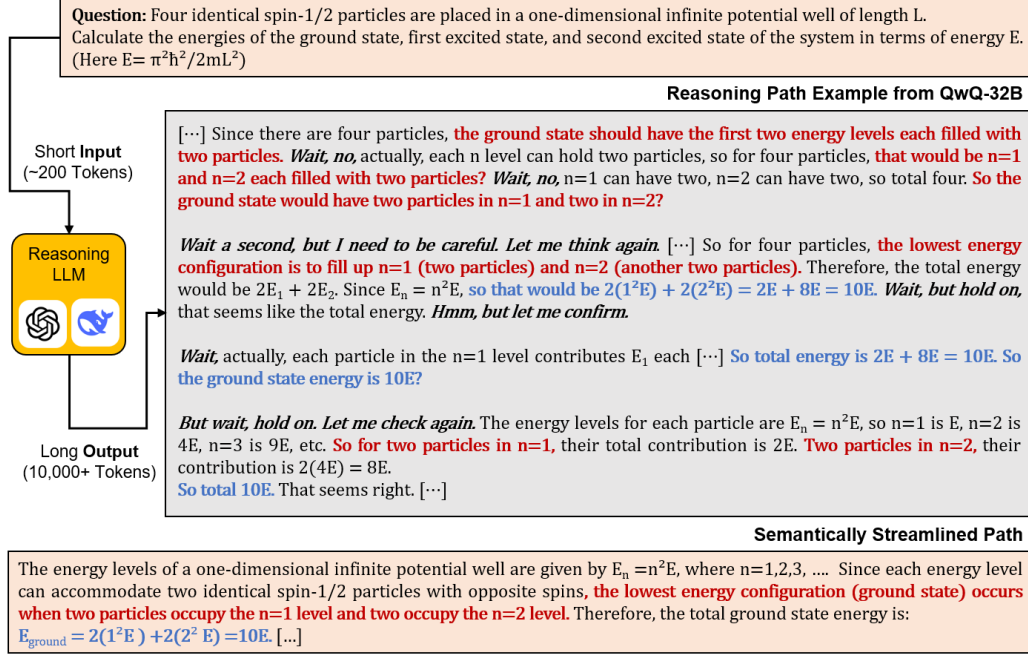 Question: Four identical spin-1/2 particles are placed in a one-dimensional infinite potential well of length L.
Calculate the energies of the ground state, first excited state, and second excited state of the system in terms of energy E.
(Here E= π²ħ²/2mL²)
Reasoning Path Example from QwQ-32B
Short Input
(~200 Tokens)
Reasoning
LLM
Long Output
(10,000+ Tokens)
[⋯] Since there are four particles, the ground state should have the first two energy levels each filled with
two particles. Wait, no, actually, each n level can hold two particles, so for four particles, that would be n=1
and n=2 each filled with two particles? Wait, no, n=1 can have two, n=2 can have two, so total four. So the
ground state would have two particles in n=1 and two in n=2?
Wait a second, but I need to be careful. Let me think again. [⋯] So for four particles, the lowest energy
configuration is to fill up n=1 (two particles) and n=2 (another two particles). Therefore, the total energy
would be 2E₁ + 2E₂. Since Eₙ = n²E, so that would be 2(1²E) + 2(2²E) = 2E + 8E = 10E. Wait, but hold on,
that seems like the total energy. Hmm, but let me confirm.
Wait, actually, each particle in the n=1 level contributes E₁ each [⋯] So total energy is 2E + 8E = 10E. So
the ground state energy is 10E?
But wait, hold on. Let me check again. The energy levels for each particle are Eₙ = n²E, so n=1 is E, n=2 is
4E, n=3 is 9E, etc. So for two particles in n=1, their total contribution is 2E. Two particles in n=2, their
contribution is 2(4E) = 8E.
So total 10E. That seems right. [⋯]
Semantically Streamlined Path
The energy levels of a one-dimensional infinite potential well are given by Eₙ =n²E, where n=1,2,3, .... Since each energy level
can accommodate two identical spin-1/2 particles with opposite spins, the lowest energy configuration (ground state) occurs
when two particles occupy the n=1 level and two occupy the n=2 level. Therefore, the total ground state energy is:
E_ground = 2(1²E ) +2(2² E) =10E. [...]